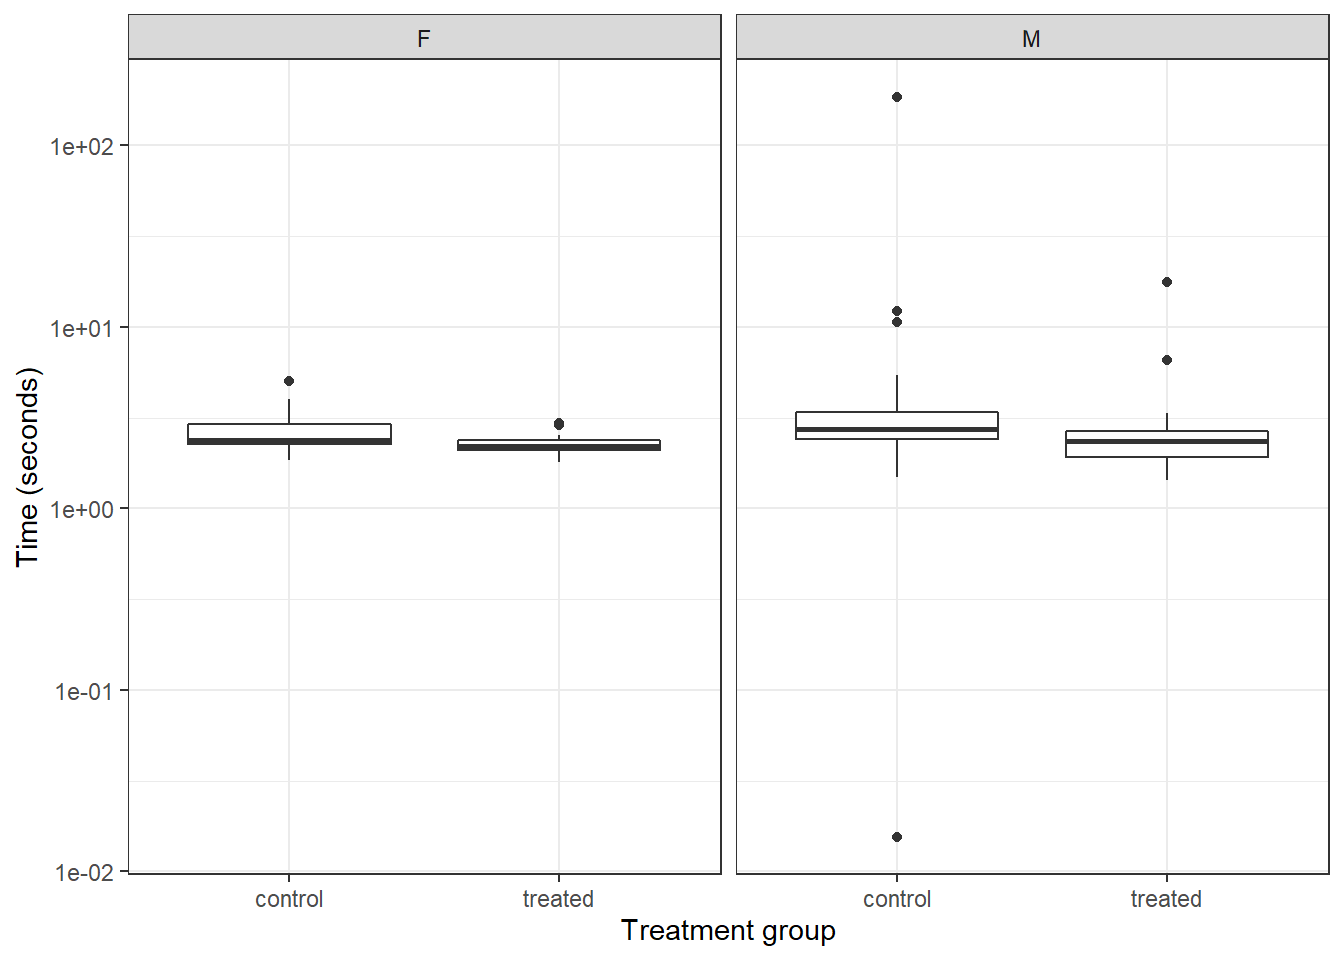 F
M
Time (seconds)
1e+02
1e+01
1e+00
1e-01
1e-02
control
treated
control
treated
Treatment group